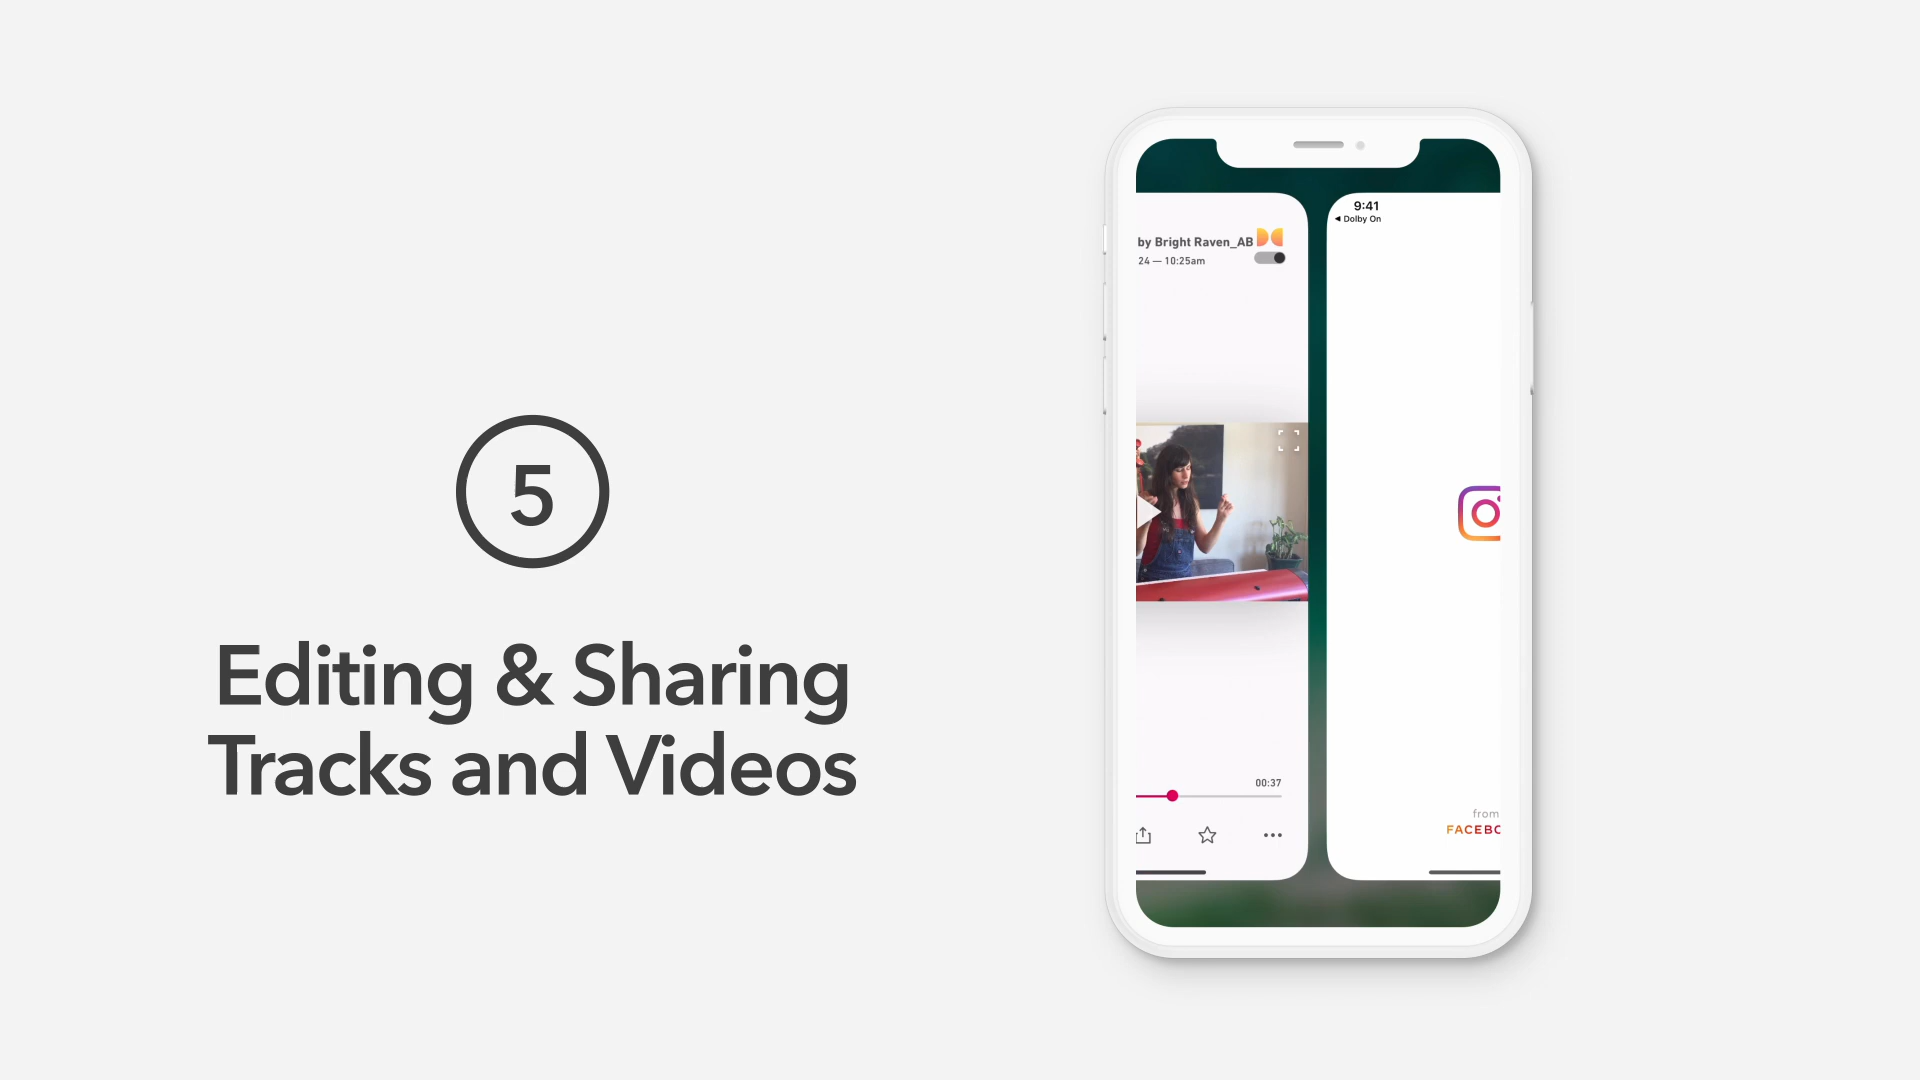 5
Editing & Sharing
Tracks and Videos
by Bright Raven_AB
24 — 10:25am
00:37
9:41
◀ Dolby On
from
FACEBO